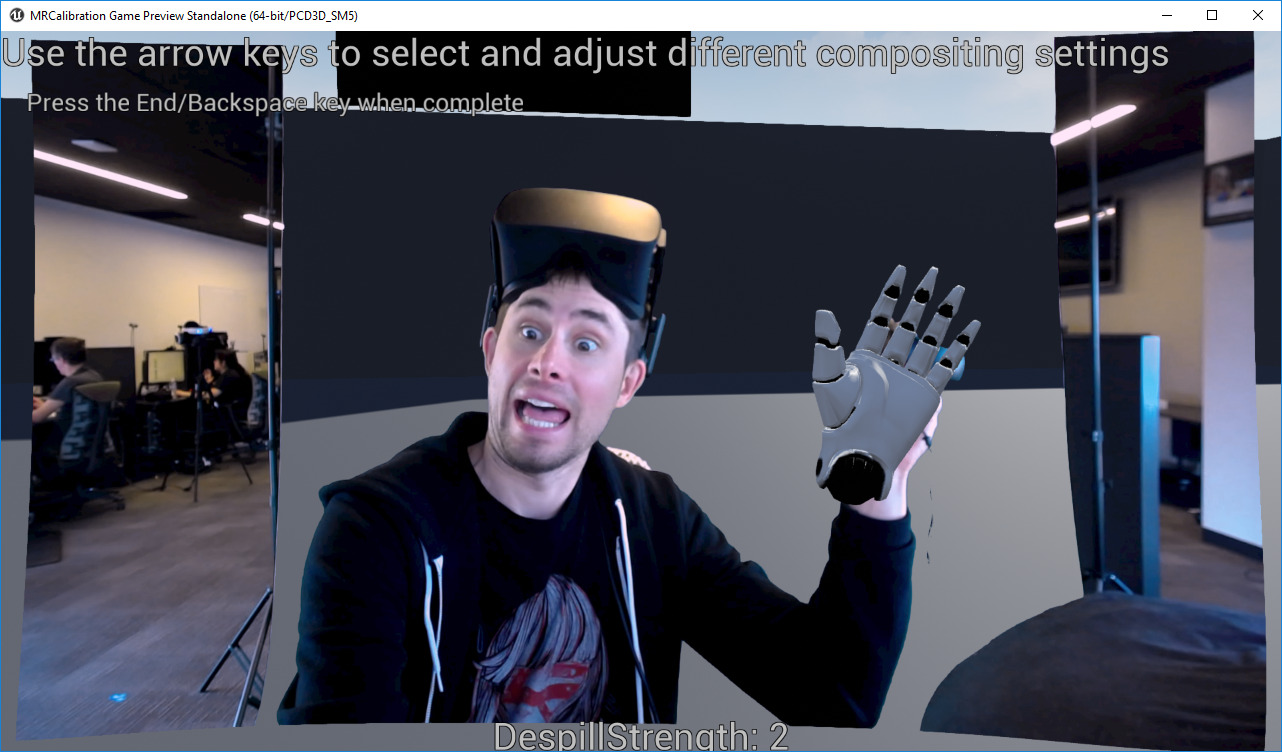 MRCalibration Game Preview Standalone (64-bit/PCD3D_SM5)
Use the arrow keys to select and adjust different compositing settings
Press the End/Backspace key when complete
DespillStrength: 2